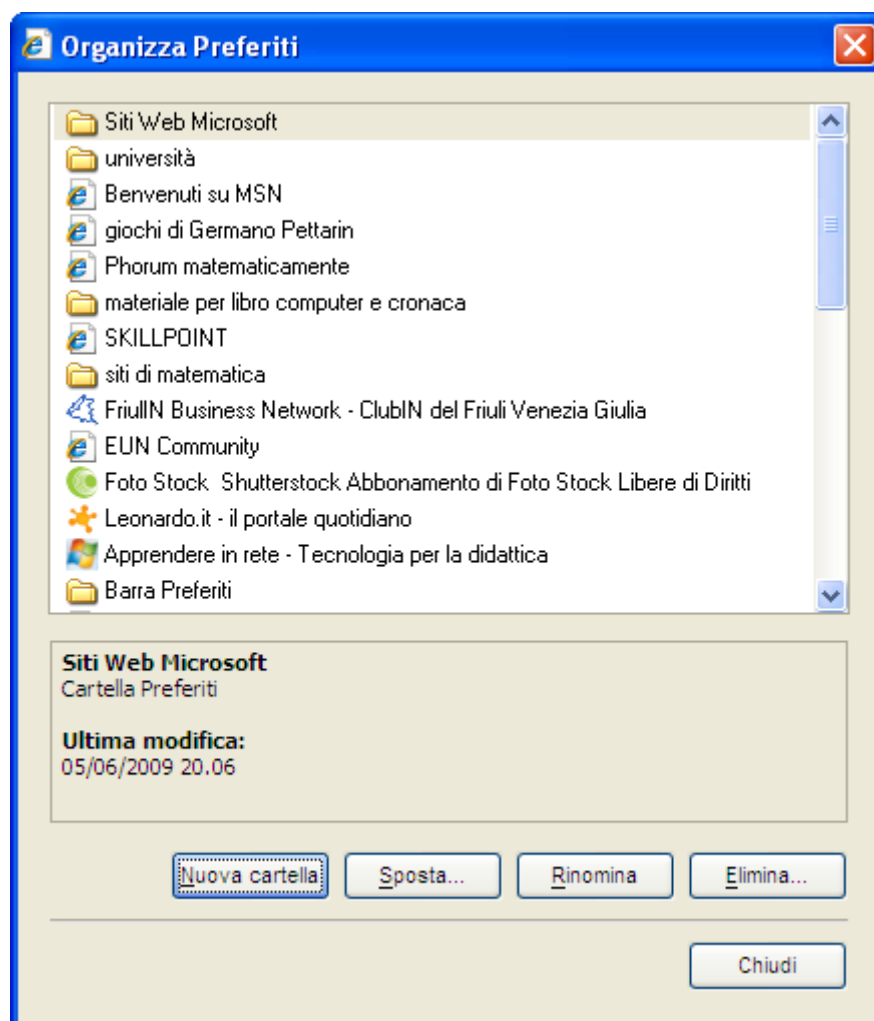 Organizza Preferiti
Siti Web Microsoft
università
Benvenuti su MSN
giochi di Germano Pettarin
Phorum matematicamente
materiale per libro computer e cronaca
SKILLPOINT
siti di matematica
FriulIN Business Network - ClubIN del Friuli Venezia Giulia
EUN Community
Foto Stock Shutterstock Abbonamento di Foto Stock Libere di Diritti
Leonardo.it - il portale quotidiano
Apprendere in rete - Tecnologia per la didattica
Barra Preferiti
Siti Web Microsoft
Cartella Preferiti
Ultima modifica:
05/06/2009 20.06
Nuova cartella Sposta... Rinomina Elimina...
Chiudi